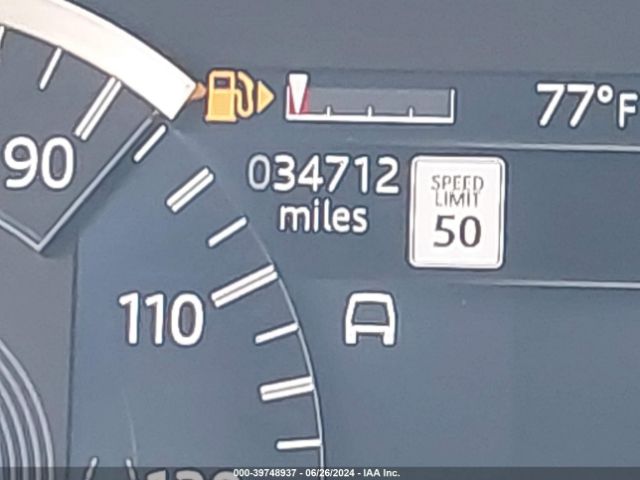 77°F
90
034712
miles
SPEED
LIMIT
50
110
000-39748937 - 06/26/2024 - IAA Inc.